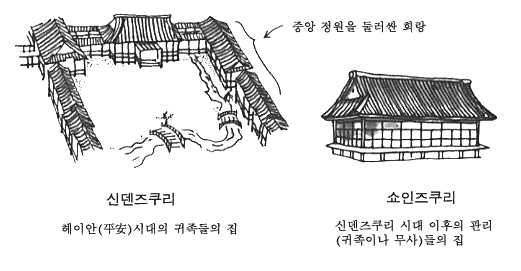 중앙 정원을 둘러싼 회랑
신덴즈쿠리
헤이안(平安)시대의 귀족들의 집
쇼인즈쿠리
신덴즈쿠리 시대 이후의 관리
(귀족이나 무사)들의 집